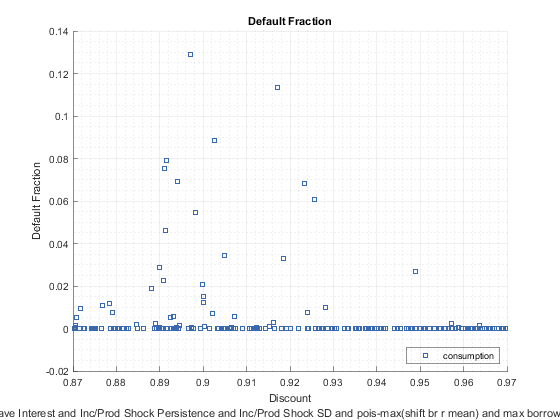 Default Fraction
0.14
0.12
0.1
0.08
0.06
0.04
0.02
0
-0.02
Default Fraction
consumption
0.87 0.88 0.89 0.9 0.91 0.92 0.93 0.94 0.95 0.96 0.97
Discount
ave Interest and Inc/Prod Shock Persistence and Inc/Prod Shock SD and pois-max(shift br r mean) and max borrow